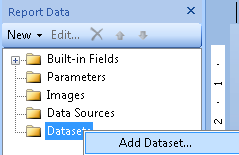 Report Data
New Edit...
Built-in Fields
Parameters
Images
Data Sources
Datasets
Add Dataset...
1
2